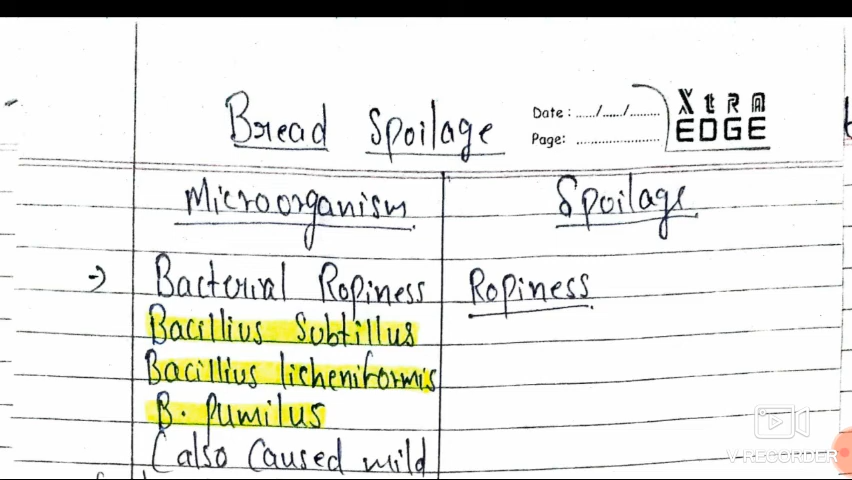 Bread Spoilage
Date : ...../...../........
Page: ......................
XtRA
EDGE
Microorganism
Spoilage
→ Bacterial Ropiness
Ropiness
Bacillius Subtillus
Bacillius licheniformis
B. Pumilus
(also Caused mild
V RECORDER